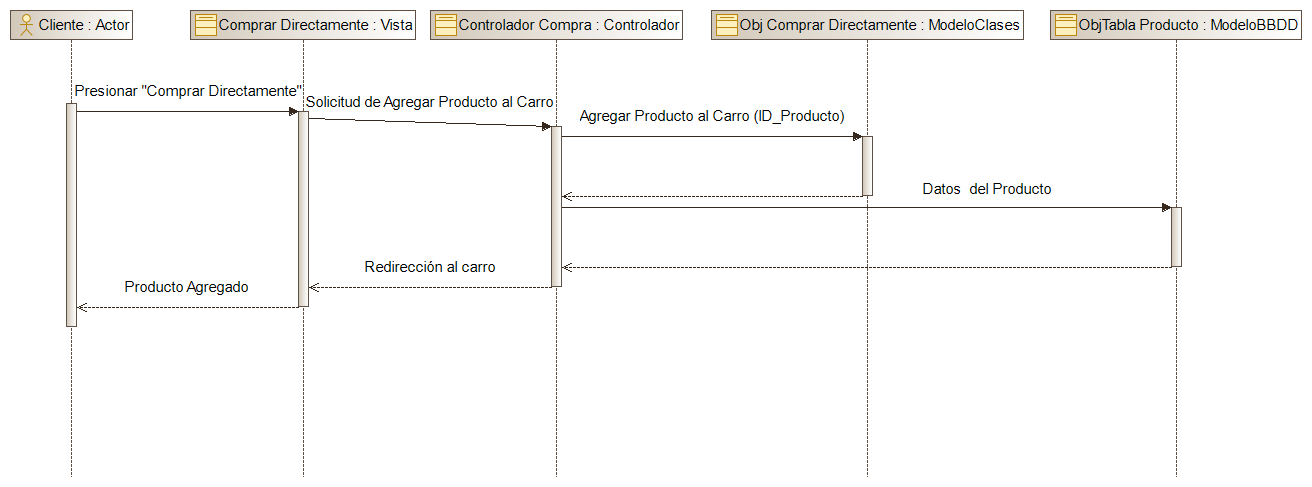 Cliente : Actor
Comprar Directamente : Vista
Controlador Compra : Controlador
Obj Comprar Directamente : ModeloClases
ObjTabla Producto : ModeloBBDD
Presionar "Comprar Directamente"
Solicitud de Agregar Producto al Carro
Agregar Producto al Carro (ID_Producto)
Datos  del Producto
Redirección al carro
Producto Agregado